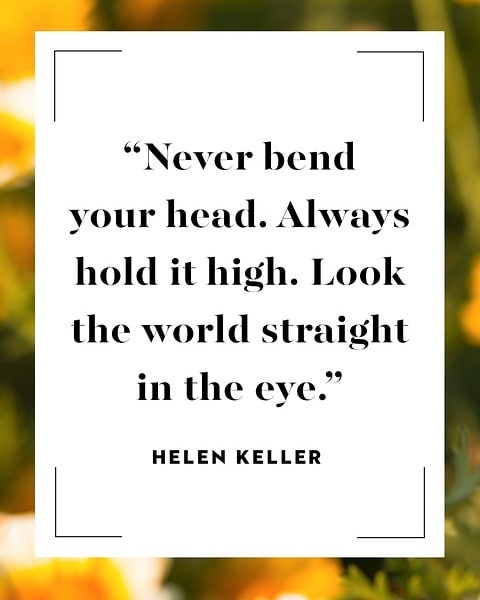 “Never bend
your head. Always
hold it high. Look
the world straight
in the eye.”
HELEN KELLER